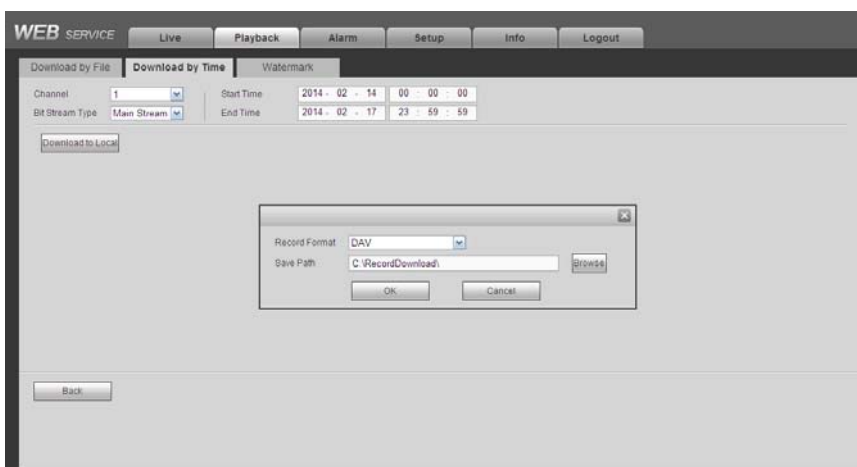 WEB SERVICE Live Playback Alarm Setup Info Logout
Download by File Download by Time Watermark
Channel 1 Start Time 2014 - 02 - 14 00 : 00 : 00
Bit Stream Type Main Stream End Time 2014 - 02 - 17 23 : 59 : 59
Download to Local
Record Format DAV
Save Path C:\RecordDownload\ Browse
OK Cancel
Back